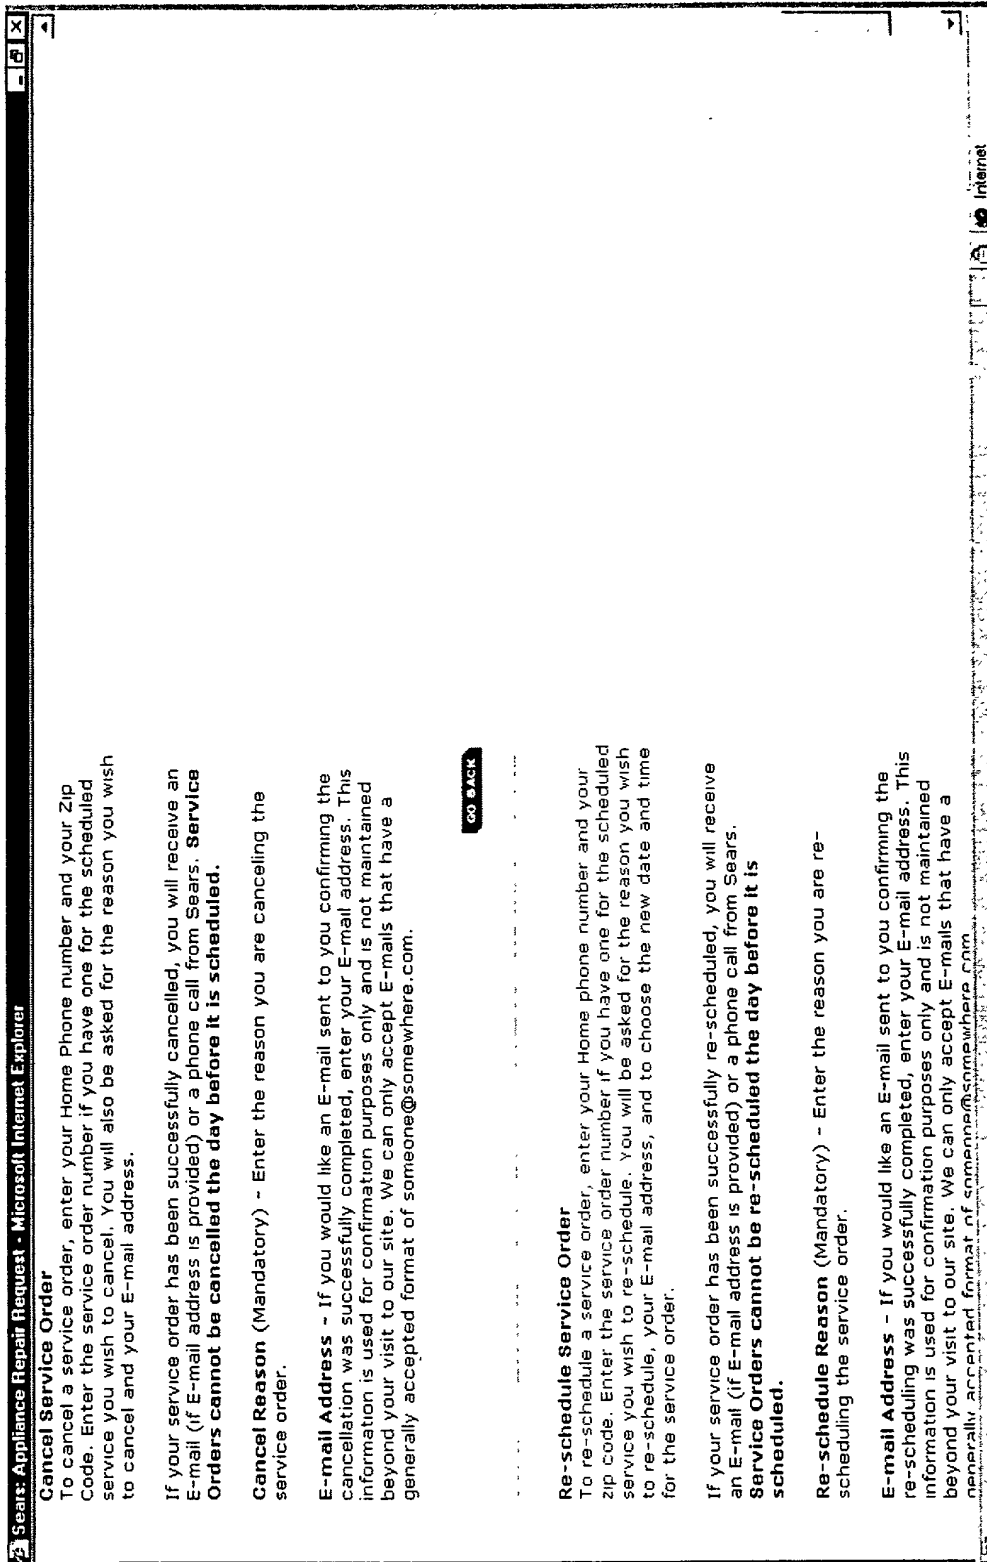 Sears: Appliance Repair Request - Microsoft Internet Explorer
Cancel Service Order
To cancel a service order, enter your Home Phone number and your Zip
Code. Enter the service order number if you have one for the scheduled
service you wish to cancel. You will also be asked for the reason you wish
to cancel and your E-mail address.
If your service order has been successfully cancelled, you will receive an
E-mail (if E-mail address is provided) or a phone call from Sears. Service
Orders cannot be cancelled the day before it is scheduled.
Cancel Reason (Mandatory) - Enter the reason you are canceling the
service order.
E-mail Address - If you would like an E-mail sent to you confirming the
cancellation was successfully completed, enter your E-mail address. This
information is used for confirmation purposes only and is not maintained
beyond your visit to our site. We can only accept E-mails that have a
generally accepted format of someone@somewhere.com.
GO BACK
Re-schedule Service Order
To re-schedule a service order, enter your Home phone number and your
zip code. Enter the service order number if you have one for the scheduled
service you wish to re-schedule. You will be asked for the reason you wish
to re-schedule, your E-mail address, and to choose the new date and time
for the service order.
If your service order has been successfully re-scheduled, you will receive
an E-mail (if E-mail address is provided) or a phone call from Sears.
Service Orders cannot be re-scheduled the day before it is
scheduled.
Re-schedule Reason (Mandatory) - Enter the reason you are re-
scheduling the service order.
E-mail Address - If you would like an E-mail sent to you confirming the
re-scheduling was successfully completed, enter your E-mail address. This
information is used for confirmation purposes only and is not maintained
beyond your visit to our site. We can only accept E-mails that have a
generally accepted format of someone@somewhere.com
Internet